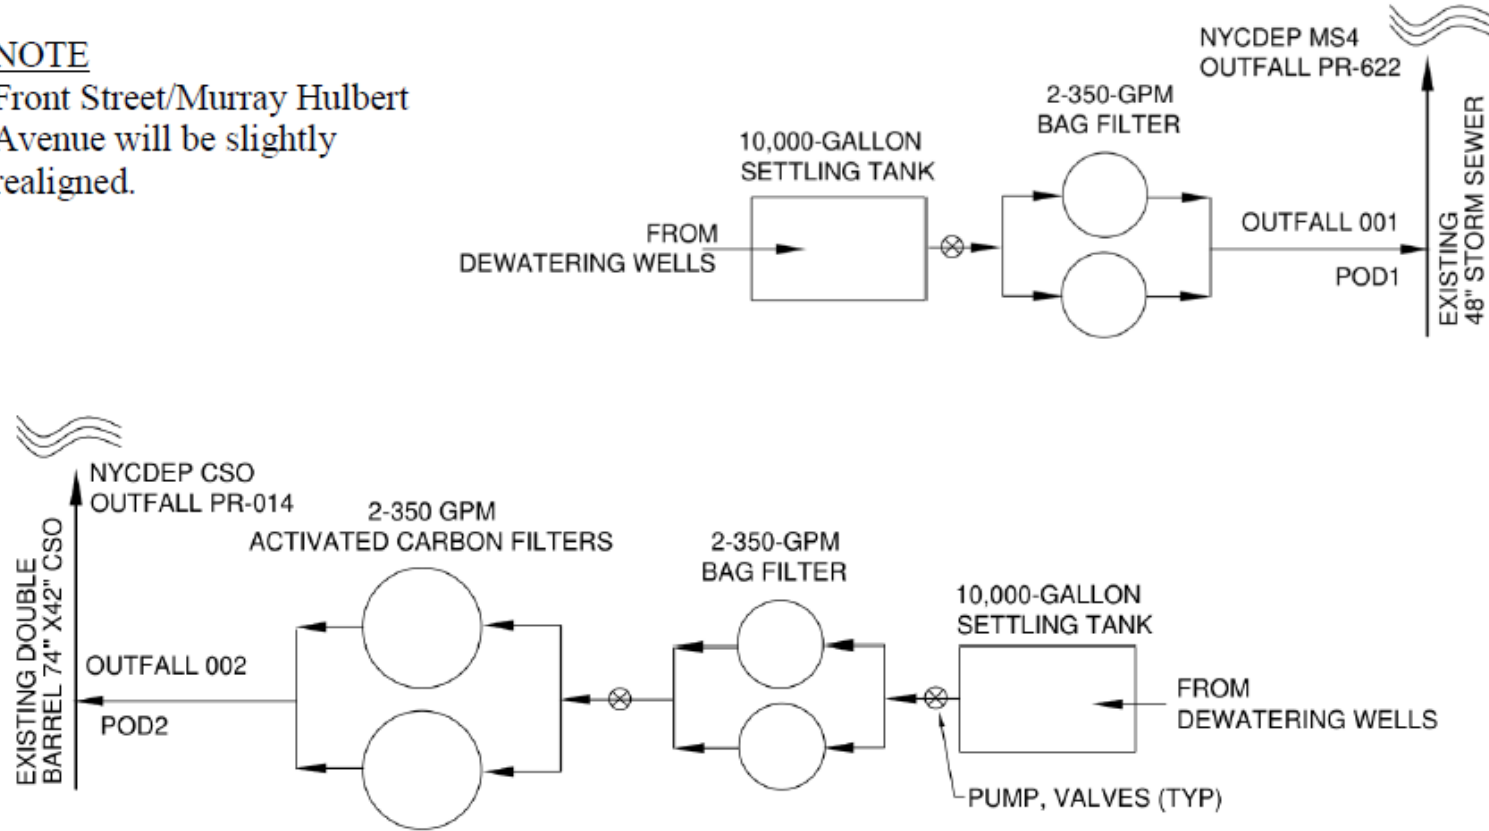 NOTE
Front Street/Murray Hulbert
Avenue will be slightly
realigned.
NYCDEP MS4
OUTFALL PR-622
2-350-GPM
BAG FILTER
10,000-GALLON
SETTLING TANK
FROM
DEWATERING WELLS
OUTFALL 001
POD1
EXISTING
48" STORM SEWER
NYCDEP CSO
OUTFALL PR-014
2-350 GPM
ACTIVATED CARBON FILTERS
2-350-GPM
BAG FILTER
10,000-GALLON
SETTLING TANK
EXISTING DOUBLE
BARREL 74" X42" CSO
OUTFALL 002
POD2
FROM
DEWATERING WELLS
PUMP, VALVES (TYP)